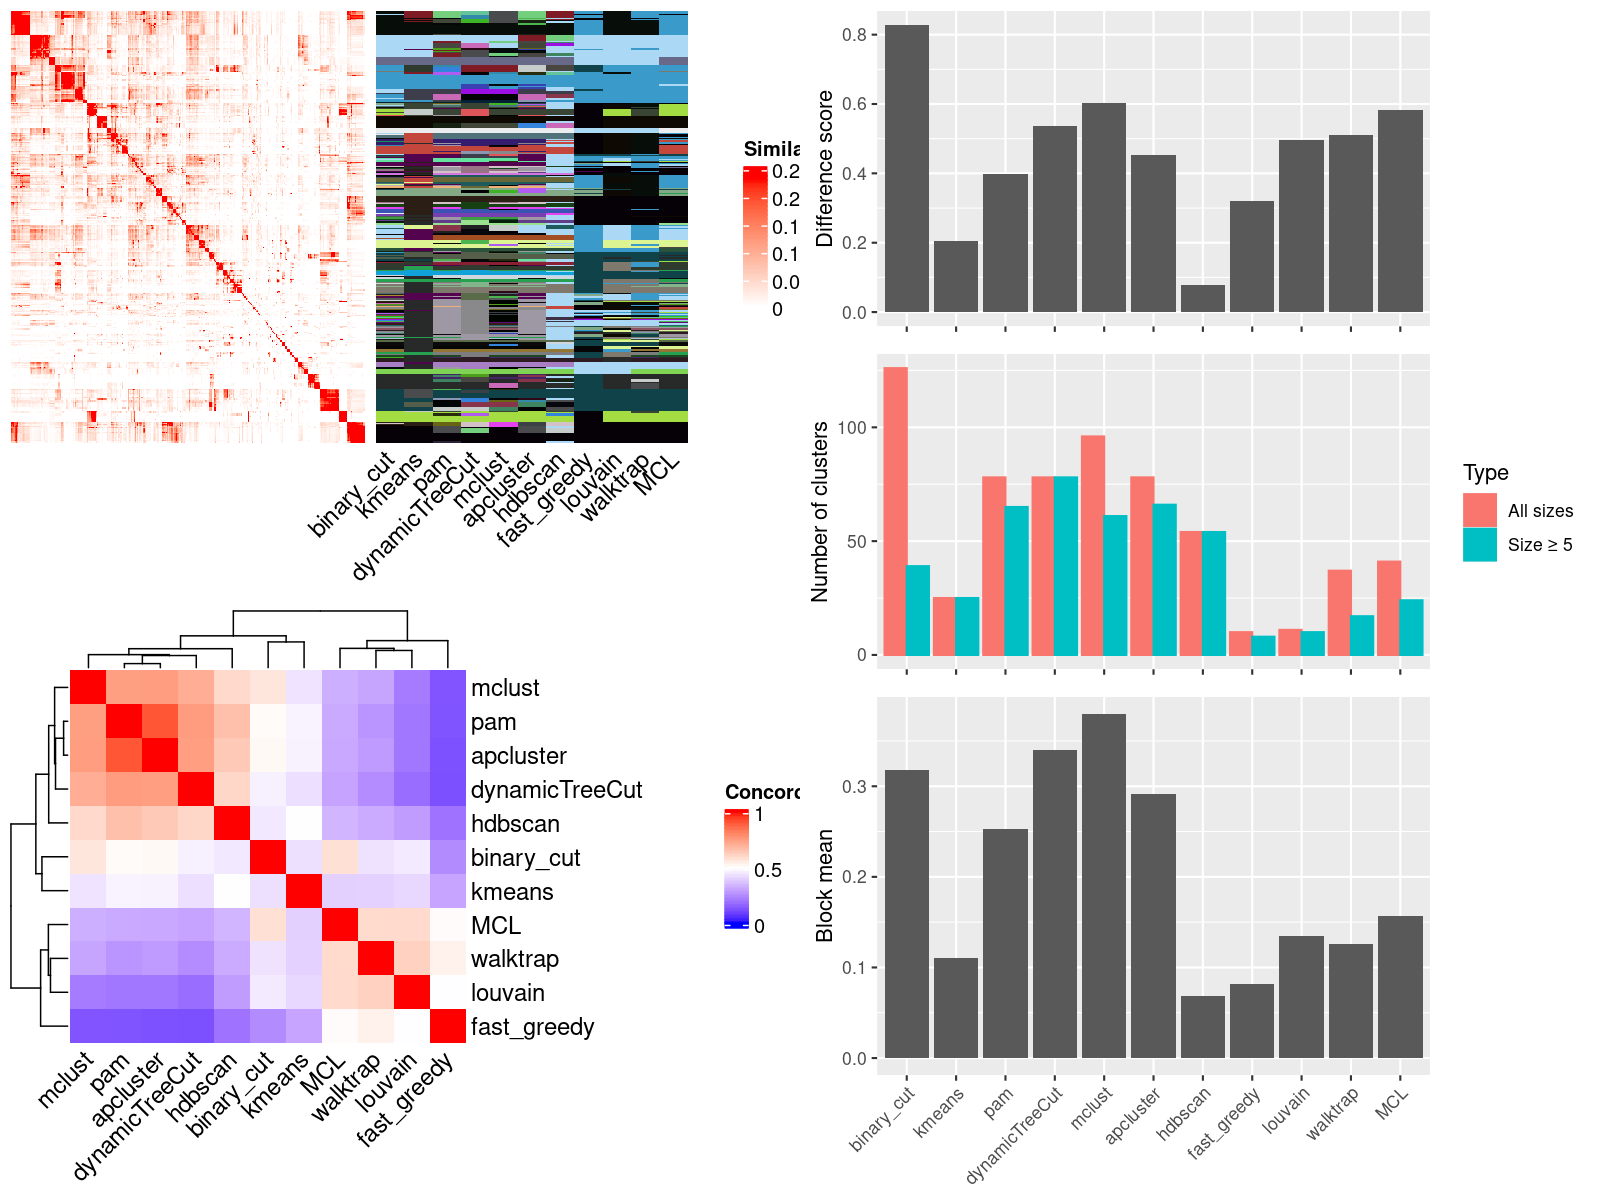 Simila
0.2
0.2
0.1
0.1
0.0
0
binary_cut
kmeans
pam
dynamicTreeCut
mclust
apcluster
hdbscan
fast_greedy
louvain
walktrap
MCL
mclust
pam
apcluster
dynamicTreeCut
hdbscan
binary_cut
kmeans
MCL
walktrap
louvain
fast_greedy
mclust
pam
apcluster
dynamicTreeCut
hdbscan
binary_cut
kmeans
MCL
walktrap
louvain
fast_greedy
Concord
1
0.5
0
Difference score
0.8
0.6
0.4
0.2
0.0
Number of clusters
100
50
0
Type
All sizes
Size ≥ 5
Block mean
0.3
0.2
0.1
0.0
binary_cut
kmeans
pam
dynamicTreeCut
mclust
apcluster
hdbscan
fast_greedy
louvain
walktrap
MCL